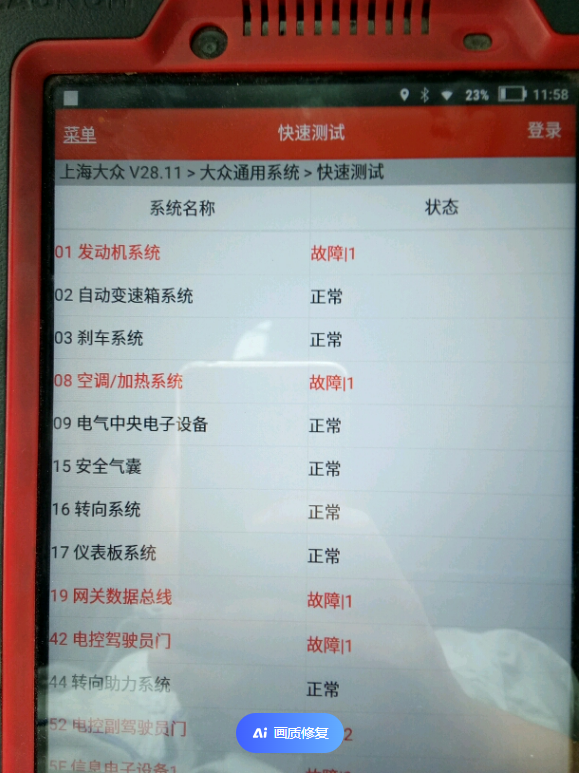 23% 11:58
菜单 快速测试 登录
上海大众 V28.11 > 大众通用系统 > 快速测试
系统名称 状态
01 发动机系统 故障|1
02 自动变速箱系统 正常
03 刹车系统 正常
08 空调/加热系统 故障|1
09 电气中央电子设备 正常
15 安全气囊 正常
16 转向系统 正常
17 仪表板系统 正常
19 网关数据总线 故障|1
42 电控驾驶员门 故障|1
44 转向助力系统 正常
52 电控副驾驶员门 2
Ai 画质修复
5F 信息电子设备1